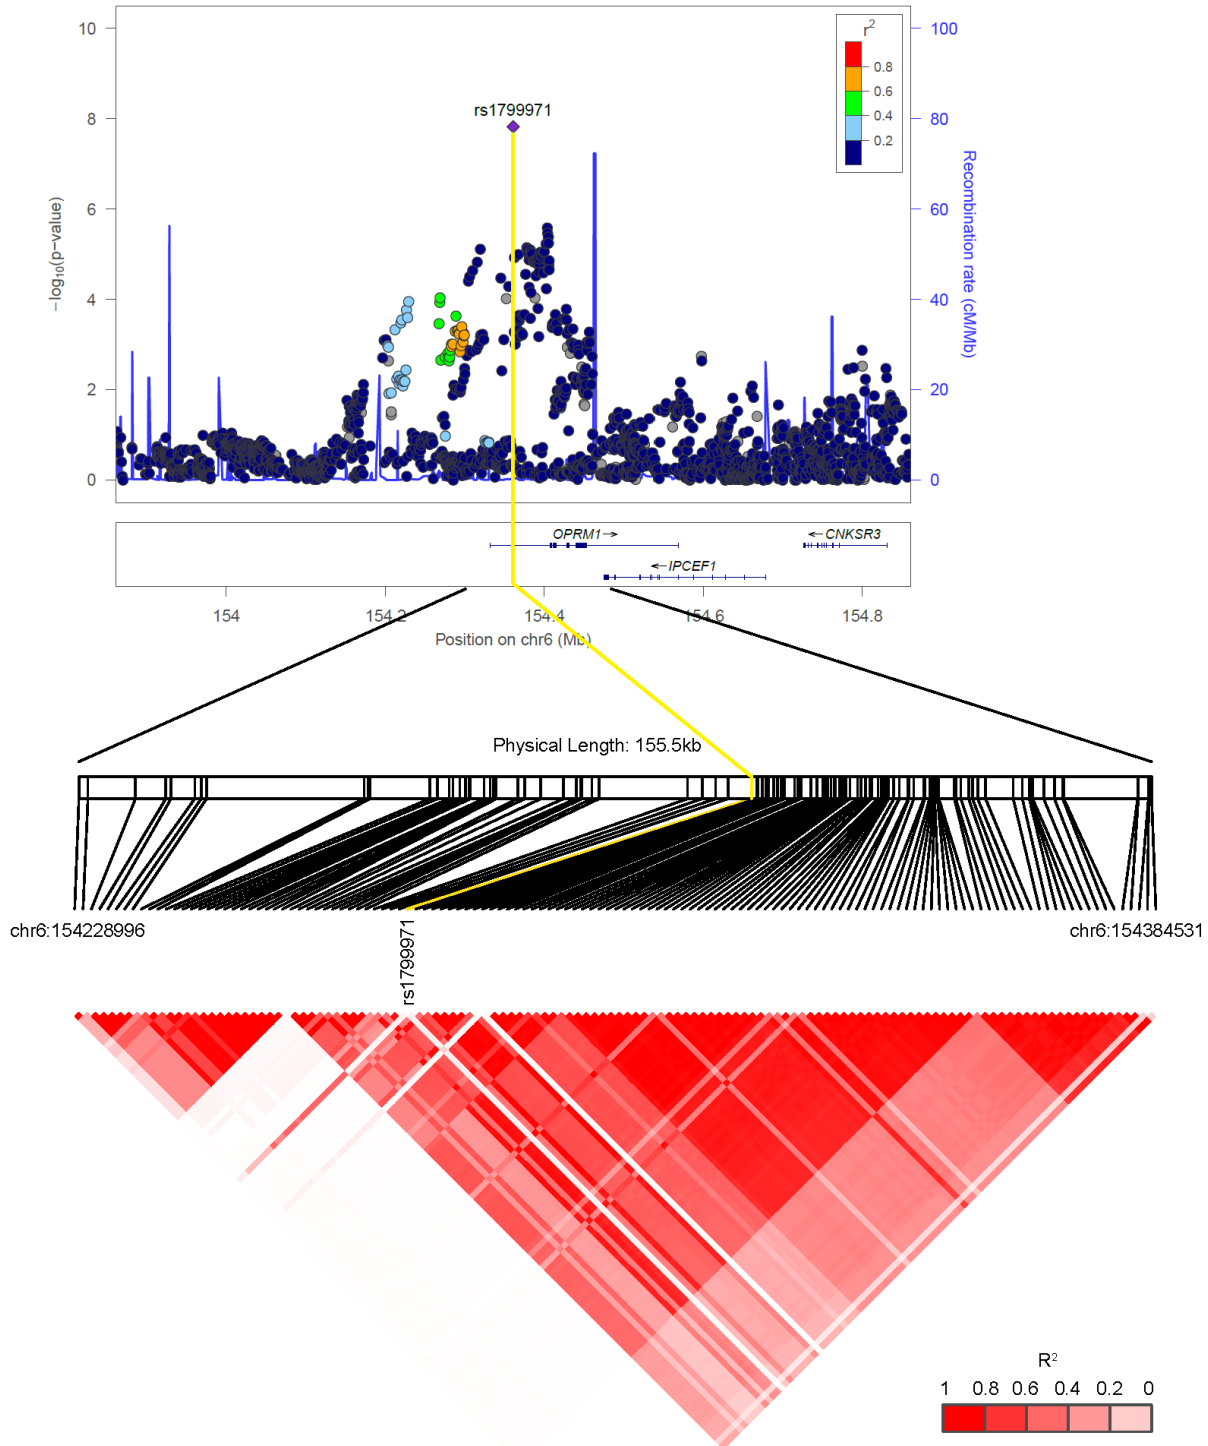 10
8
6
4
2
0
−log10(p−value)
100
80
60
40
20
0
Recombination rate (cM/Mb)
r2
0.8
0.6
0.4
0.2
rs1799971
OPRM1→
←CNKSR3
←IPCEF1
154 154.2 154.4 154.6 154.8
Position on chr6 (Mb)
Physical Length: 155.5kb
chr6:154228996 chr6:154384531
rs1799971
R2
1 0.8 0.6 0.4 0.2 0